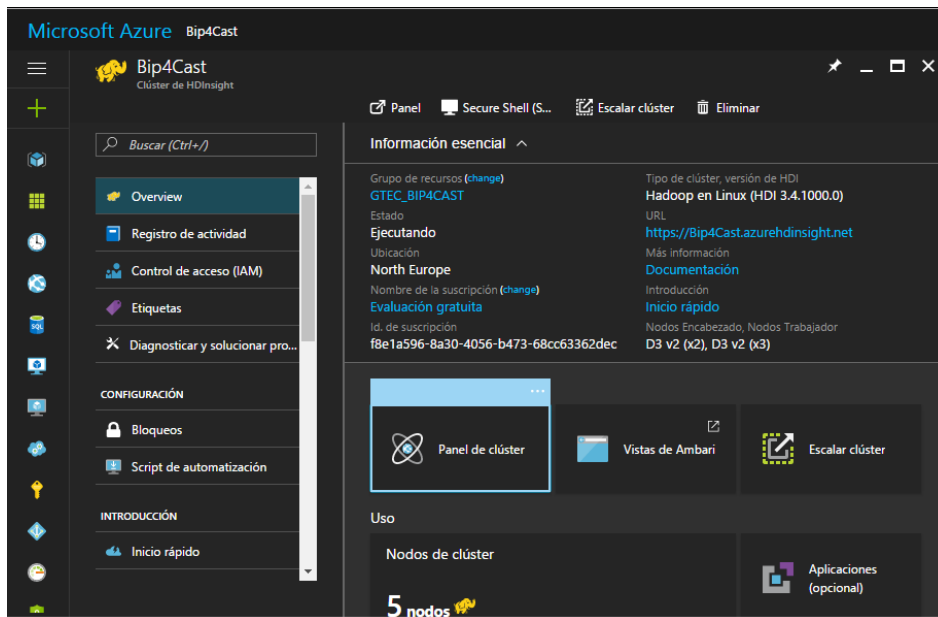 Microsoft Azure Bip4Cast
Bip4Cast
Clúster de HDInsight
Panel
Secure Shell (S...
Escalar clúster
Eliminar
Buscar (Ctrl+/)
Overview
Registro de actividad
Control de acceso (IAM)
Etiquetas
Diagnosticar y solucionar pro...
CONFIGURACIÓN
Bloqueos
Script de automatización
INTRODUCCIÓN
Inicio rápido
Información esencial
Grupo de recursos (change)
GTEC_BIP4CAST
Estado
Ejecutando
Ubicación
North Europe
Nombre de la suscripción (change)
Evaluación gratuita
Id. de suscripción
f8e1a596-8a30-4056-b473-68cc63362dec
Tipo de clúster, versión de HDI
Hadoop en Linux (HDI 3.4.1000.0)
URL
https://Bip4Cast.azurehdinsight.net
Más información
Documentación
Introducción
Inicio rápido
Nodos Encabezado, Nodos Trabajador
D3 v2 (x2), D3 v2 (x3)
Panel de clúster
Vistas de Ambari
Escalar clúster
Uso
Nodos de clúster
5 nodos
Aplicaciones
(opcional)
SQL